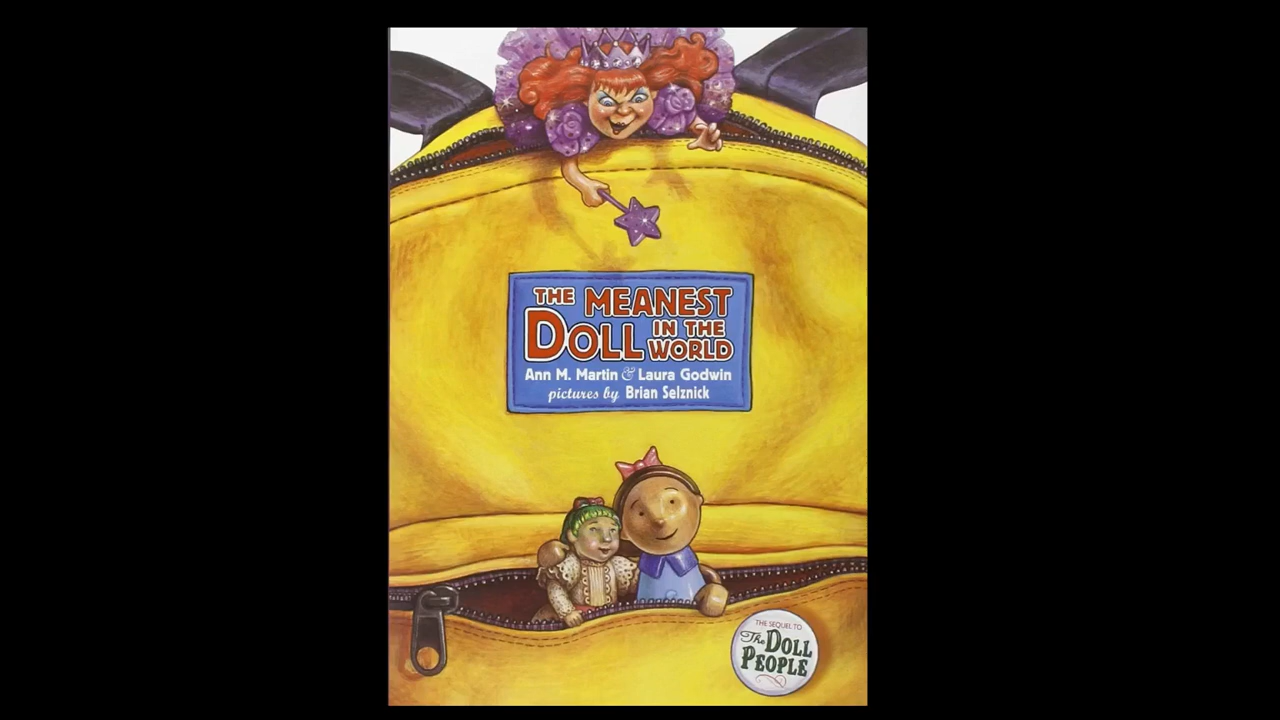 THE MEANEST
DOLL IN THE
WORLD
Ann M. Martin & Laura Godwin
pictures by Brian Selznick
THE SEQUEL TO
The DOLL
PEOPLE